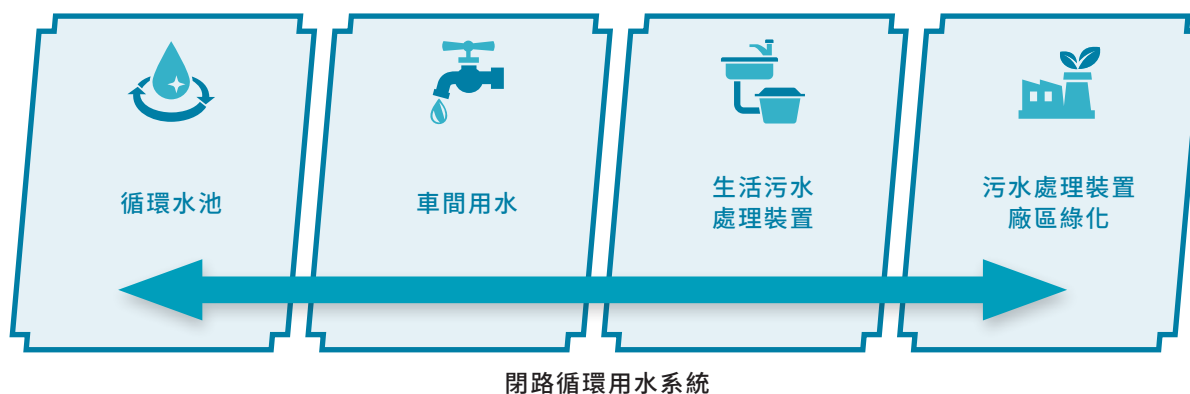 循環水池
車間用水
生活污水
處理裝置
污水處理裝置
廠區綠化
閉路循環用水系統